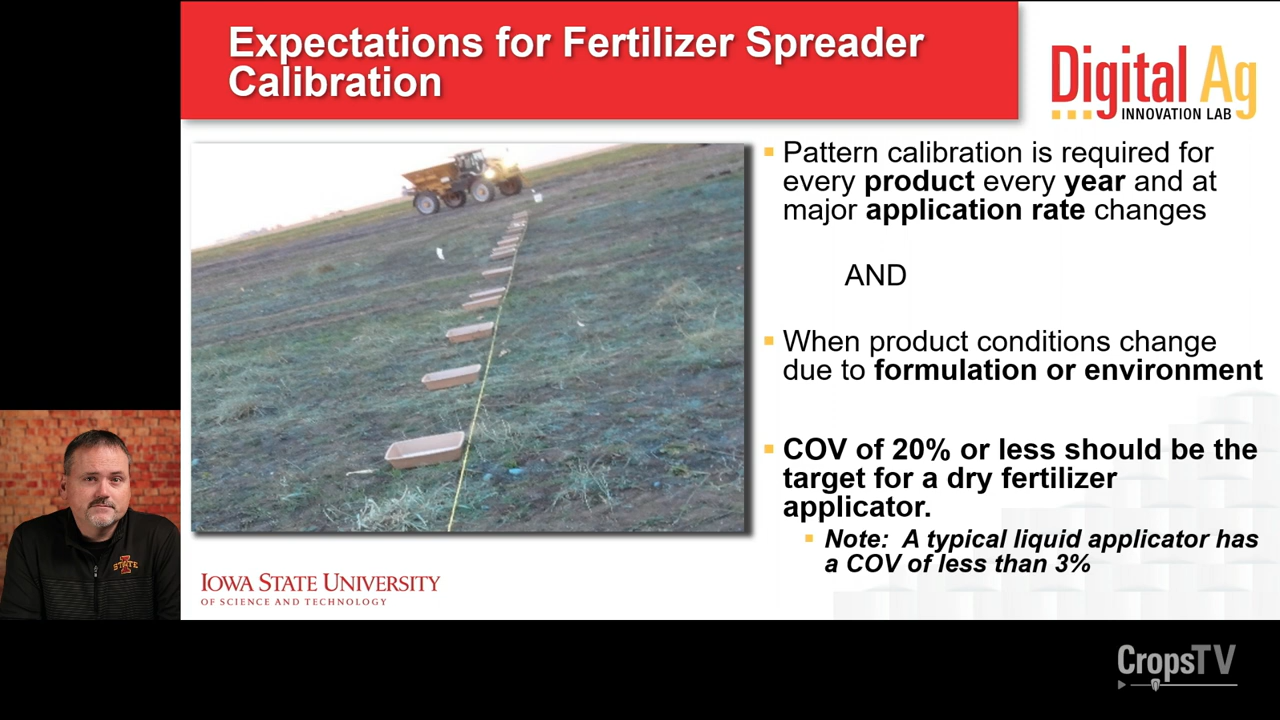 Expectations for Fertilizer Spreader
Calibration
Digital Ag
INNOVATION LAB
Pattern calibration is required for
every product every year and at
major application rate changes
AND
When product conditions change
due to formulation or environment
COV of 20% or less should be the
target for a dry fertilizer
applicator.
Note: A typical liquid applicator has
a COV of less than 3%
IOWA STATE UNIVERSITY
OF SCIENCE AND TECHNOLOGY
STATE
CropsTV